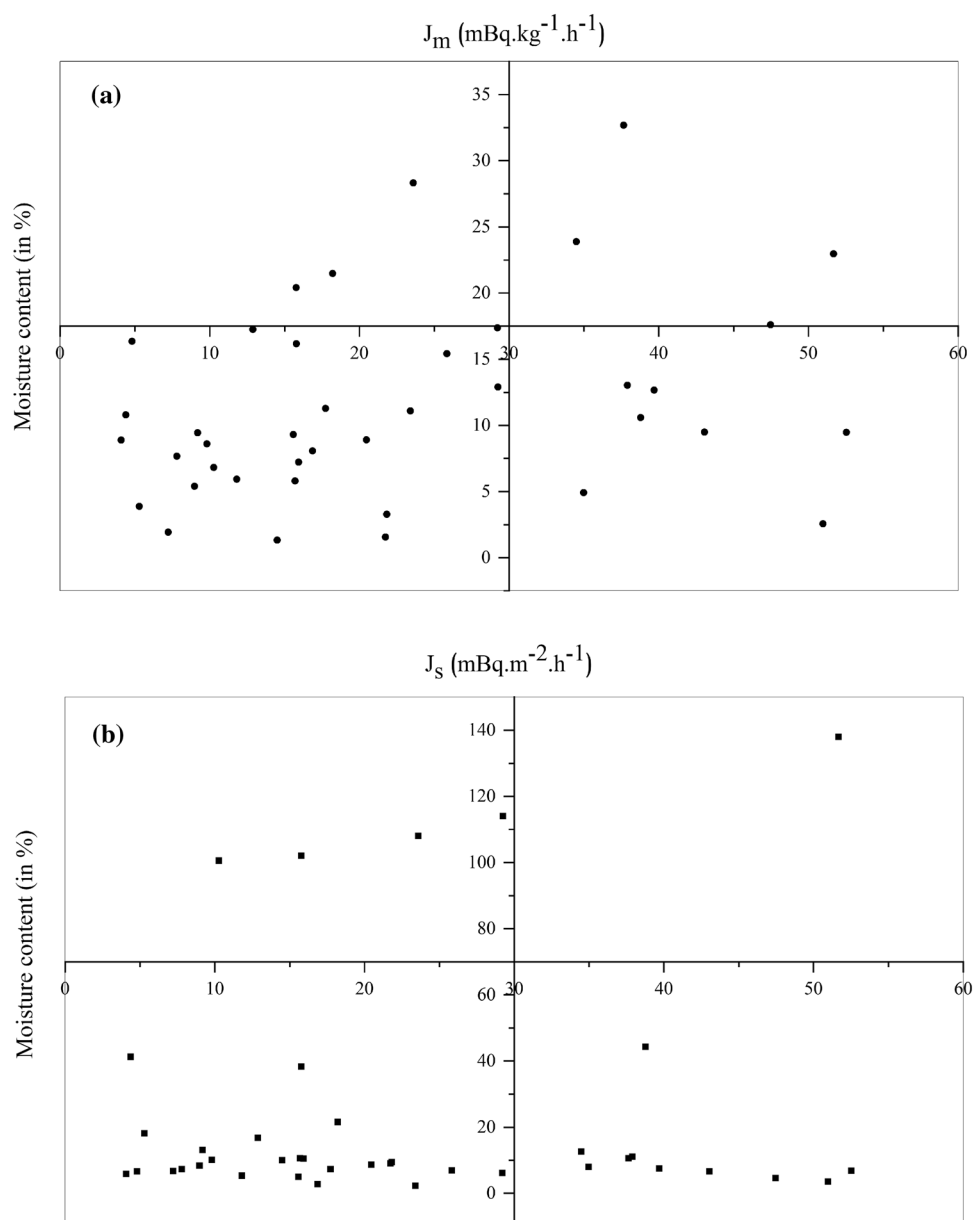 J_m (mBq.kg^-1.h^-1)
(a)
35
30
25
20
0 10 20 30 40 50 60
15
10
5
0
Moisture content (in %)
J_s (mBq.m^-2.h^-1)
(b)
140
120
100
80
0 10 20 30 40 50 60
60
40
20
0
Moisture content (in %)